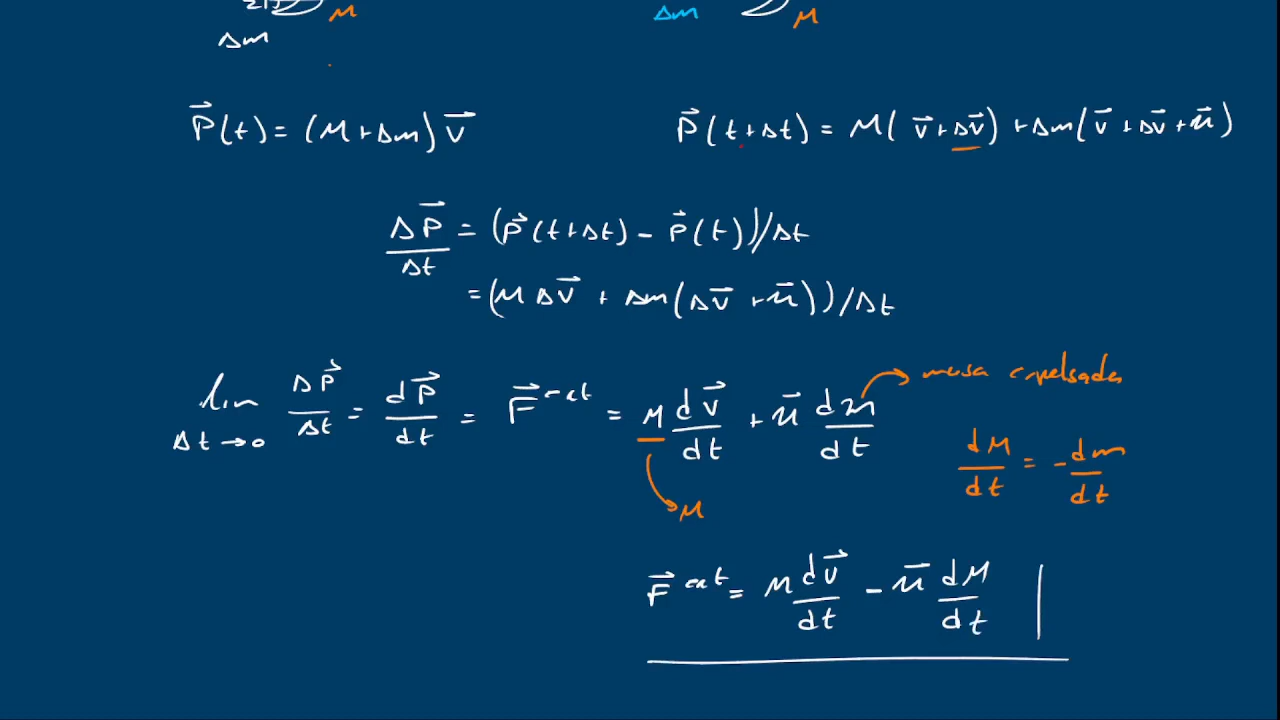 Δm M Δm M
P⃗(t) = (M+Δm) v⃗
P⃗(t+Δt) = M(v⃗+Δv⃗) + Δm(v⃗+Δv⃗+u⃗)
ΔP⃗/Δt = (P⃗(t+Δt) − P⃗(t))/Δt
= (M Δv⃗ + Δm(Δv⃗ + u⃗))/Δt
lim Δt→0 ΔP⃗/Δt = dP⃗/dt = F⃗ ext = M dv⃗/dt + u⃗ dm/dt → masa expulsada
dM/dt = − dm/dt
M
F⃗ ext = M dv⃗/dt − u⃗ dM/dt